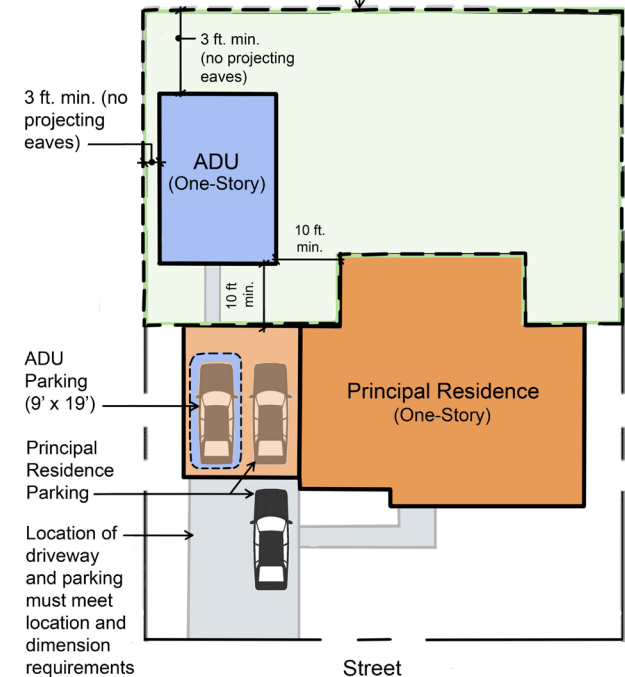 3 ft. min.
(no projecting
eaves)
3 ft. min. (no
projecting
eaves)
ADU
(One-Story)
10 ft.
min.
10 ft
min.
ADU
Parking
(9’ x 19’)
Principal Residence
(One-Story)
Principal
Residence
Parking
Location of
driveway
and parking
must meet
location and
dimension
requirements
Street